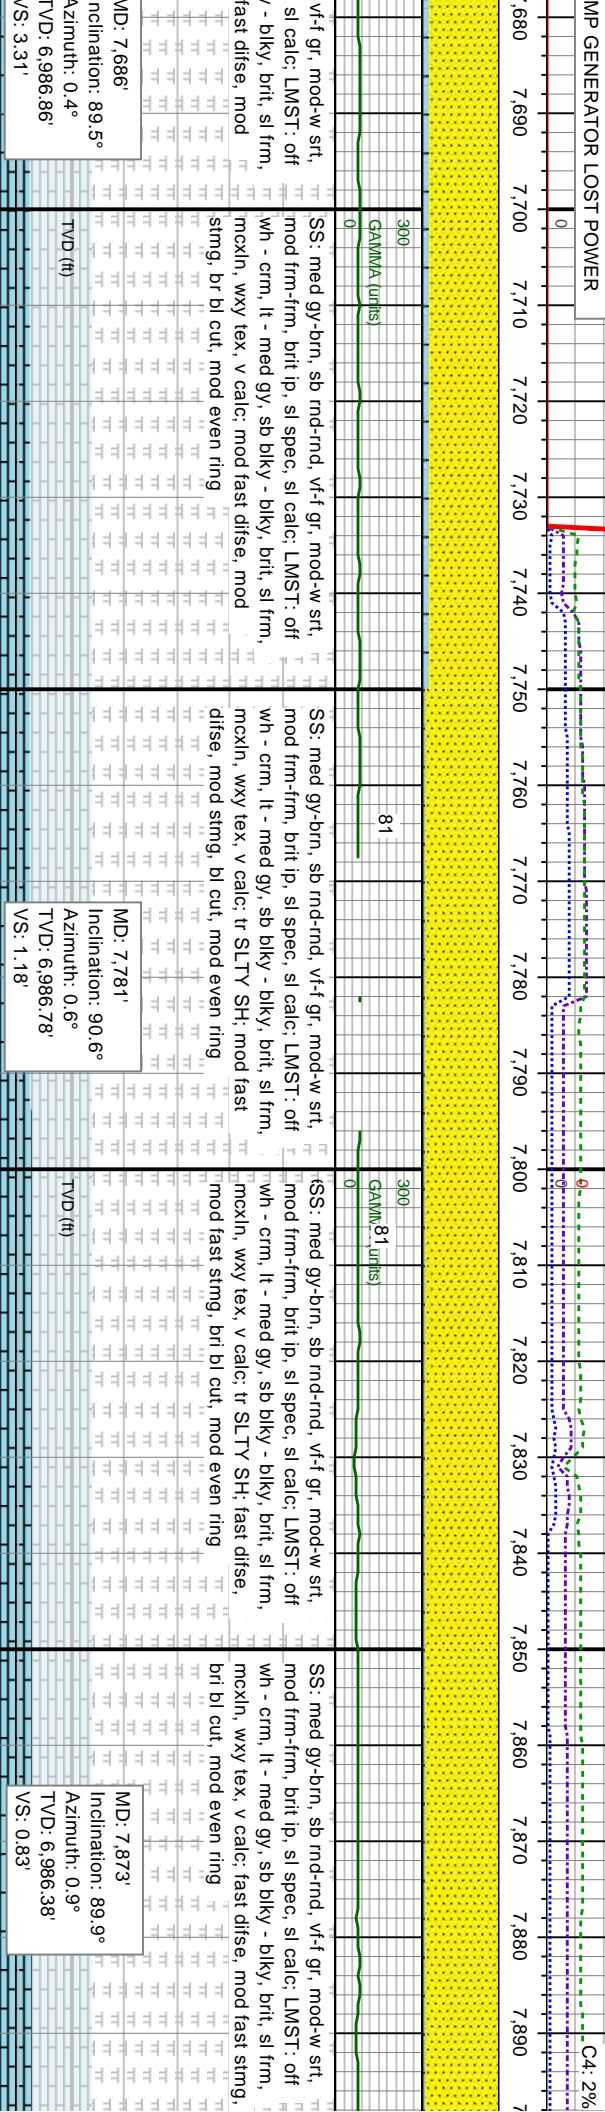 MP GENERATOR LOST POWER
C4: 2%
0
0
0
7,680
7,690
7,700
7,710
7,720
7,730
7,740
7,750
7,760
7,770
7,780
7,790
7,800
7,810
7,820
7,830
7,840
7,850
7,860
7,870
7,880
7,890
300
GAMMA (units)
0
81
300
81
units)
0
vf-f gr, mod-w srt,
sl calc; LMST: off
y - blky, brit, sl frm,
fast difse, mod
SS: med gy-brn, sb rnd-rnd, vf-f gr, mod-w srt,
mod frm-frm, brit ip, sl spec, sl calc; LMST: off
wh - crm, lt - med gy, sb blky - blky, brit, sl frm,
mcxln, wxy tex, v calc; mod fast difse, mod
stmg, br bl cut, mod even ring
SS: med gy-brn, sb rnd-rnd, vf-f gr, mod-w srt,
mod frm-frm, brit ip, sl spec, sl calc; LMST: off
wh - crm, lt - med gy, sb blky - blky, brit, sl frm,
mcxln, wxy tex, v calc; tr SLTY SH; mod fast
difse, mod stmg, bl cut, mod even ring
SS: med gy-brn, sb rnd-rnd, vf-f gr, mod-w srt,
mod frm-frm, brit ip, sl spec, sl calc; LMST: off
wh - crm, lt - med gy, sb blky - blky, brit, sl frm,
mcxln, wxy tex, v calc; tr SLTY SH; fast difse,
mod fast stmg, bri bl cut, mod even ring
SS: med gy-brn, sb rnd-rnd, vf-f gr, mod-w srt,
mod frm-frm, brit ip, sl spec, sl calc; LMST: off
wh - crm, lt - med gy, sb blky - blky, brit, sl frm,
mcxln, wxy tex, v calc; fast difse, mod fast stmg,
bri bl cut, mod even ring
MD: 7,686'
nclination: 89.5°
Azimuth: 0.4°
TVD: 6,986.86'
VS: 3.31'
TVD (ft)
MD: 7,781'
Inclination: 90.6°
Azimuth: 0.6°
TVD: 6,986.78'
VS: 1.18'
TVD (ft)
MD: 7,873'
Inclination: 89.9°
Azimuth: 0.9°
TVD: 6,986.38'
VS: 0.83'